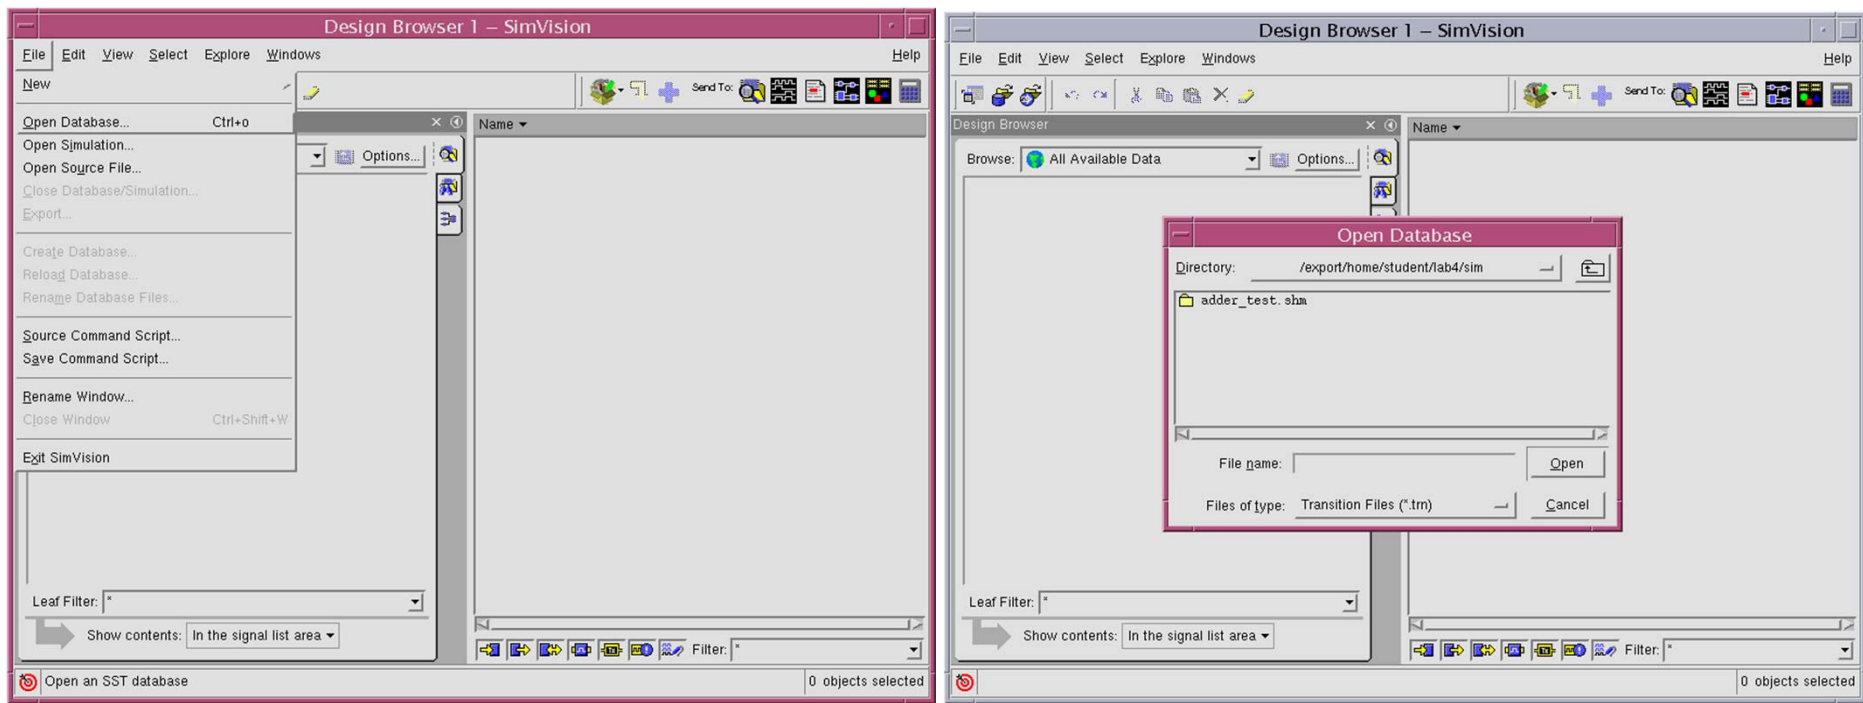 Design Browser 1 – SimVision
File Edit View Select Explore Windows Help
New
Send To:
Open Database... Ctrl+o
Name
Open Simulation...
Options...
Open Source File...
Close Database/Simulation...
Export...
Create Database...
Reload Database...
Rename Database Files...
Source Command Script...
Save Command Script...
Rename Window...
Close Window Ctrl+Shift+W
Exit SimVision
Leaf Filter: *
Show contents: In the signal list area
Filter: *
Open an SST database
0 objects selected
Design Browser 1 – SimVision
File Edit View Select Explore Windows Help
Send To:
Design Browser
Name
Browse: All Available Data Options...
Open Database
Directory: /export/home/student/lab4/sim
adder_test.shm
File name: Open
Files of type: Transition Files (*.trn) Cancel
Leaf Filter: *
Show contents: In the signal list area
Filter: *
0 objects selected